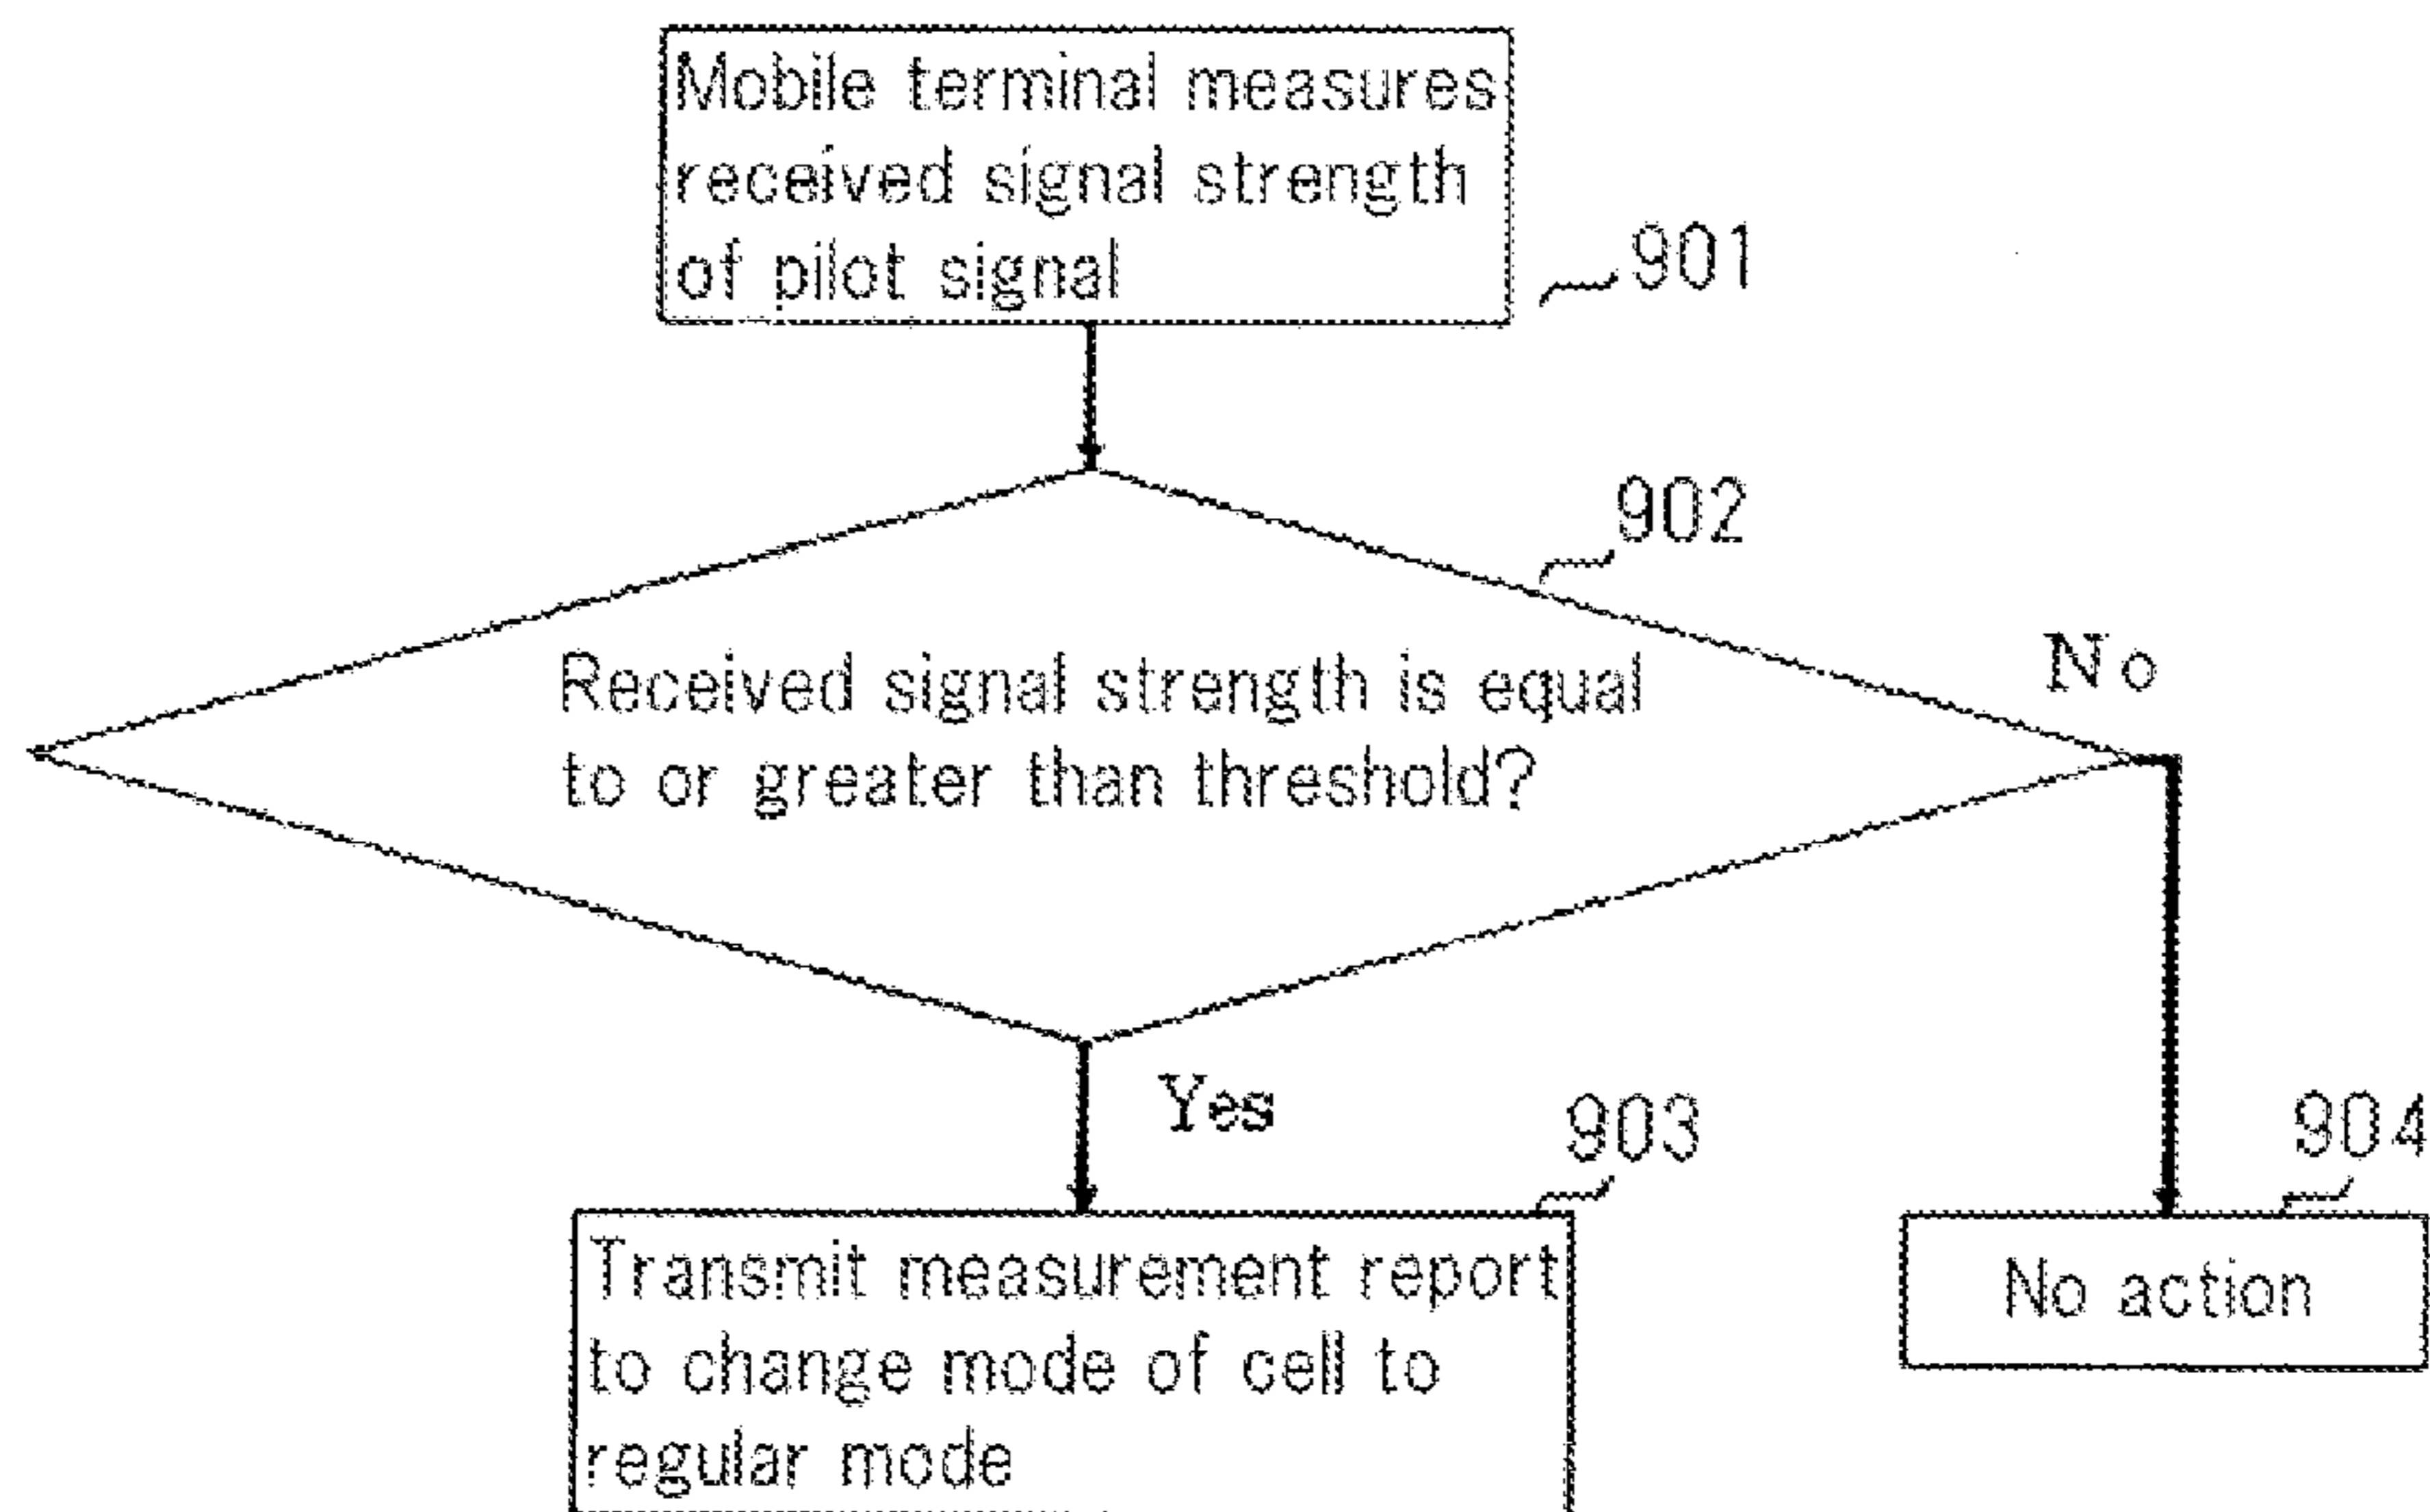 Mobile terminal measures
received signal strength
of pilot signal
901
902
Received signal strength is equal
to or greater than threshold?
No
Yes
903
904
Transmit measurement report
to change mode of cell to
regular mode
No action